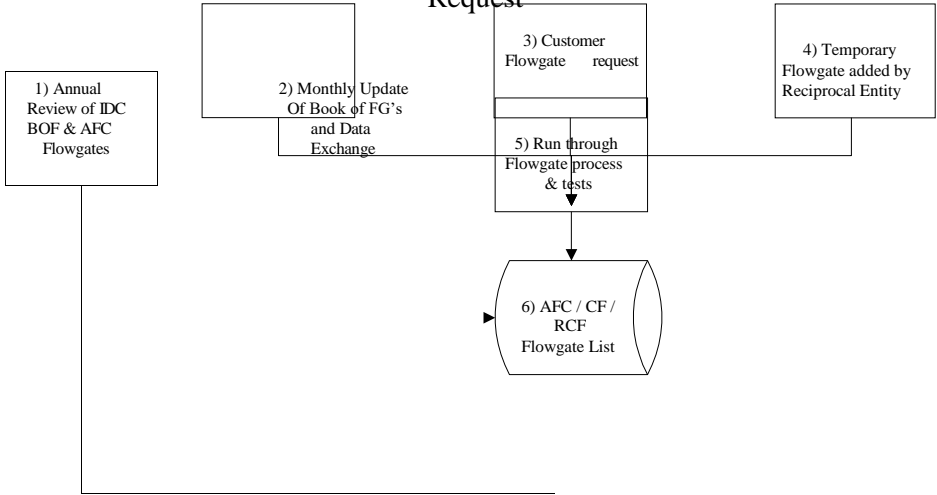 Request
1) Annual
Review of IDC
BOF & AFC
Flowgates
2) Monthly Update
Of Book of FG's
and Data
Exchange
3) Customer
Flowgate request
4) Temporary
Flowgate added by
Reciprocal Entity
5) Run through
Flowgate process
& tests
6) AFC / CF /
RCF
Flowgate List